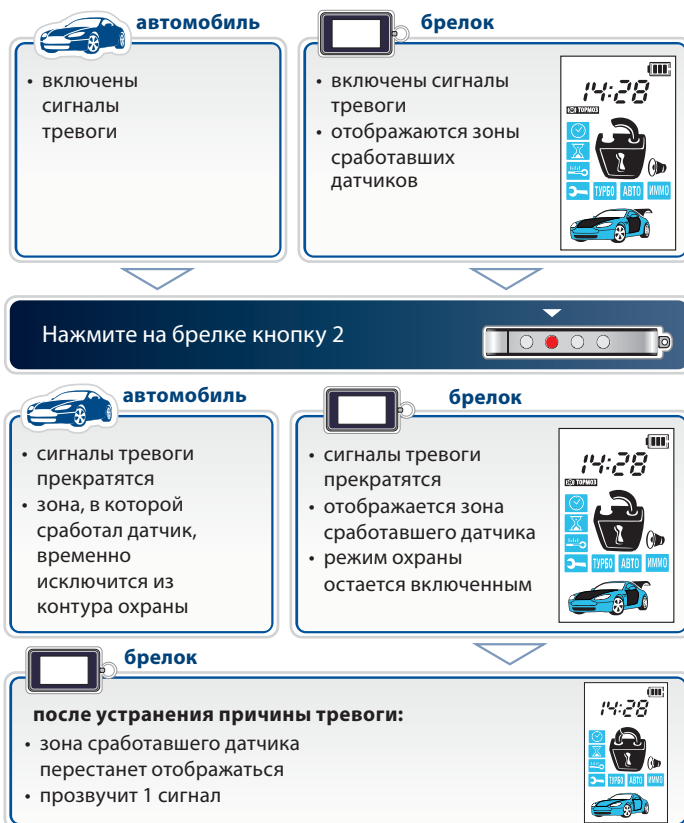 автомобиль
включены
сигналы
тревоги
брелок
включены сигналы
тревоги
отображаются зоны
сработавших
датчиков
14:28
ТОРМОЗ
ТУРБО АВТО ИММО
Нажмите на брелке кнопку 2
автомобиль
• сигналы тревоги
прекратятся
• зона, в которой
сработал датчик,
временно
исключится из
контура охраны
брелок
• сигналы тревоги
прекратятся
• отображается зона
сработавшего датчика
• режим охраны
остается включенным
14:28
ТОРМОЗ
ТУРБО АВТО ИММО
брелок
после устранения причины тревоги:
• зона сработавшего датчика
перестанет отображаться
• прозвучит 1 сигнал
14:28
ТУРБО АВТО ИММО